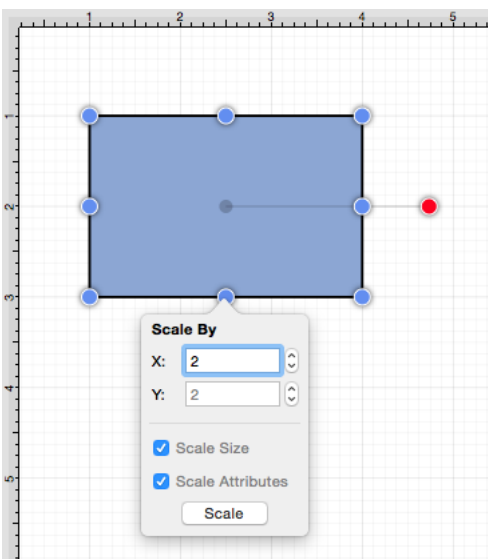 1 2 3 4 5
1
2
3
4
5
Scale By
X: 2
Y: 2
Scale Size
Scale Attributes
Scale